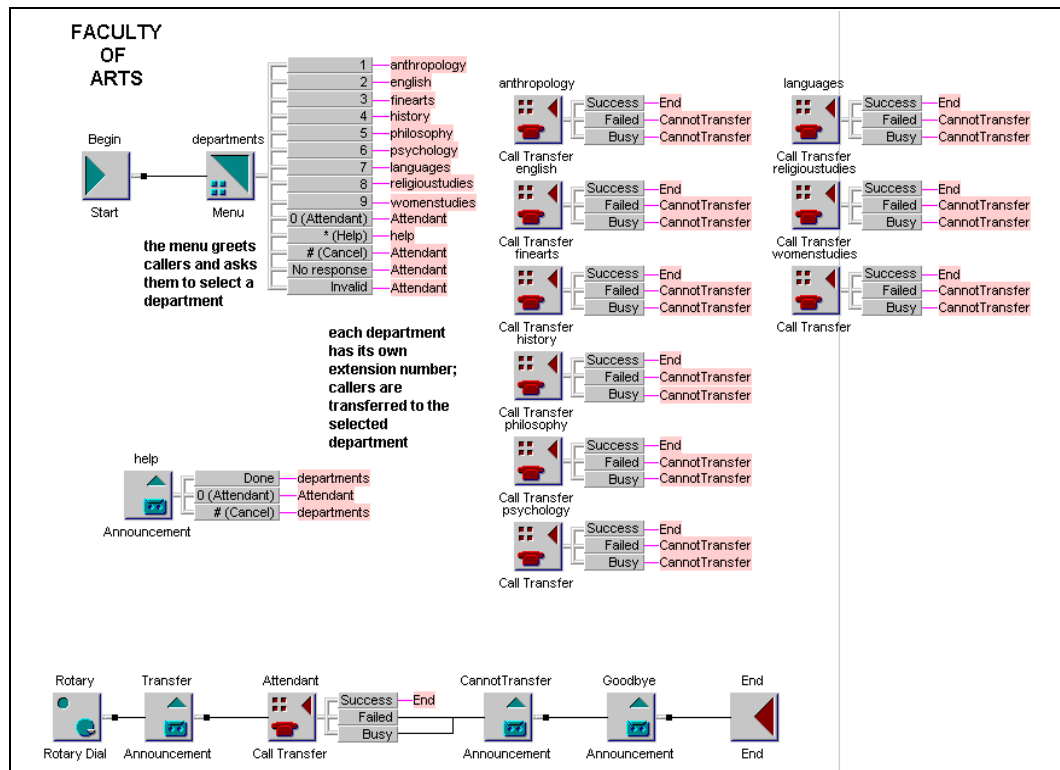 FACULTY
OF
ARTS
Begin
Start
departments
Menu
1 anthropology
2 english
3 finearts
4 history
5 philosophy
6 psychology
7 languages
8 religioustudies
9 womenstudies
0 (Attendant) Attendant
* (Help) help
# (Cancel) Attendant
No response Attendant
Invalid Attendant
the menu greets
callers and asks
them to select a
department
each department
has its own
extension number;
callers are
transferred to the
selected
department
help
Announcement
Done departments
0 (Attendant) Attendant
# (Cancel) departments
anthropology
Success End
Failed CannotTransfer
Busy CannotTransfer
Call Transfer
english
Success End
Failed CannotTransfer
Busy CannotTransfer
Call Transfer
finearts
Success End
Failed CannotTransfer
Busy CannotTransfer
Call Transfer
history
Success End
Failed CannotTransfer
Busy CannotTransfer
Call Transfer
philosophy
Success End
Failed CannotTransfer
Busy CannotTransfer
Call Transfer
psychology
Success End
Failed CannotTransfer
Busy CannotTransfer
Call Transfer
languages
Success End
Failed CannotTransfer
Busy CannotTransfer
Call Transfer
religioustudies
Success End
Failed CannotTransfer
Busy CannotTransfer
Call Transfer
womenstudies
Success End
Failed CannotTransfer
Busy CannotTransfer
Call Transfer
Rotary
Rotary Dial
Transfer
Announcement
Attendant
Call Transfer
Success End
Failed
Busy
CannotTransfer
Announcement
Goodbye
Announcement
End
End